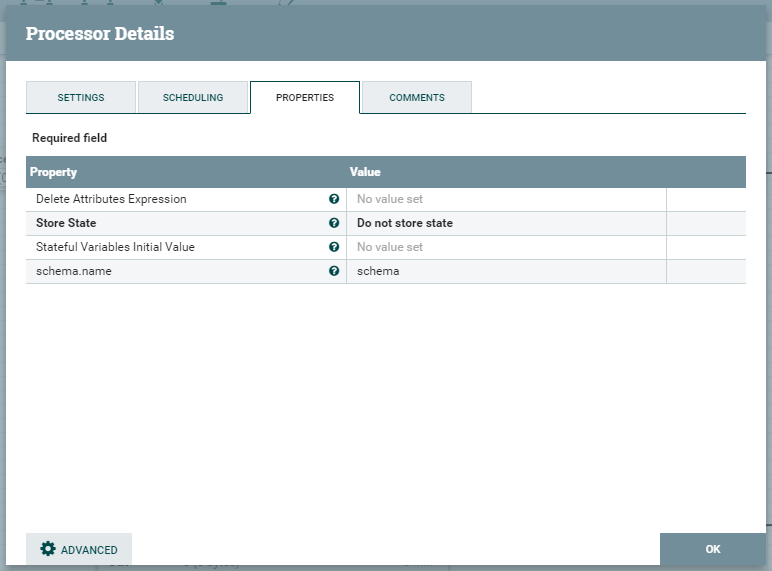 Processor Details
SETTINGS SCHEDULING PROPERTIES COMMENTS
Required field
Property Value
Delete Attributes Expression No value set
Store State Do not store state
Stateful Variables Initial Value No value set
schema.name schema
ADVANCED OK